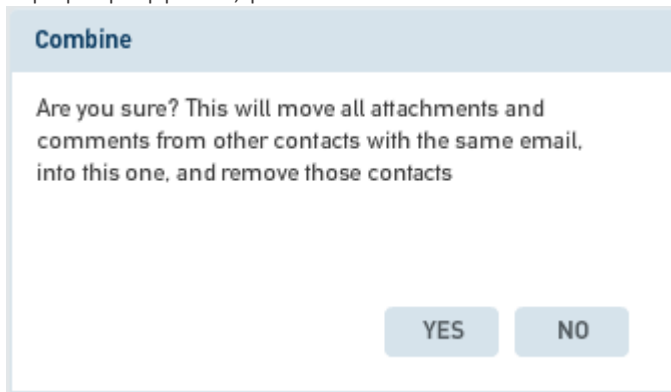 Combine
Are you sure? This will move all attachments and
comments from other contacts with the same email,
into this one, and remove those contacts
YES
NO